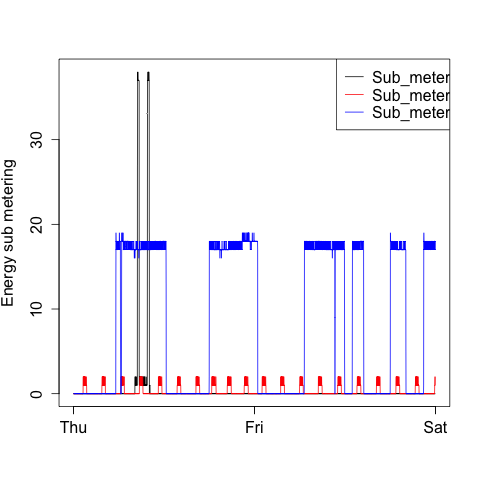 Sub_meter
Sub_meter
Sub_meter
Energy sub metering
30
20
10
0
Thu Fri Sat